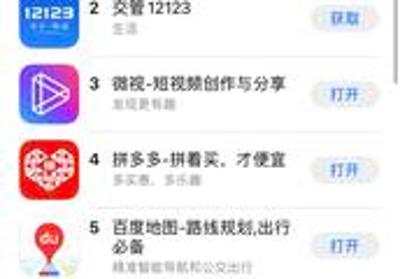 12123
2 交管 12123
获取
生活
3 微视-短视频创作与分享
打开
发现更有趣
4 拼多多-拼着买，才便宜
打开
多实惠，多乐趣
du
5 百度地图-路线规划,出行
必备
打开
精准智能导航和公交出行